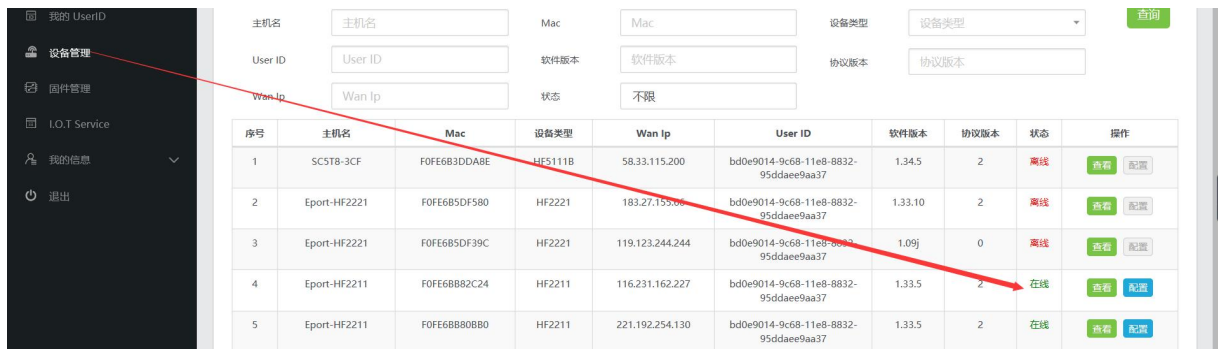 我的 UserID
设备管理
固件管理
I.O.T Service
我的信息
退出
主机名 主机名 Mac Mac 设备类型 设备类型 查询
User ID User ID 软件版本 软件版本 协议版本 协议版本
Wan Ip Wan Ip 状态 不限
序号 主机名 Mac 设备类型 Wan Ip User ID 软件版本 协议版本 状态 操作
1 SC5T8-3CF F0FE6B3DDA8E HF5111B 58.33.115.200 bd0e9014-9c68-11e8-8832- 1.34.5 2 离线 查看 配置
95ddaee9aa37
2 Eport-HF2221 F0FE6B5DF580 HF2221 183.27.155.66 bd0e9014-9c68-11e8-8832- 1.33.10 2 离线 查看 配置
95ddaee9aa37
3 Eport-HF2221 F0FE6B5DF39C HF2221 119.123.244.244 bd0e9014-9c68-11e8-8832- 1.09j 0 离线 查看 配置
95ddaee9aa37
4 Eport-HF2211 F0FE6BB82C24 HF2211 116.231.162.227 bd0e9014-9c68-11e8-8832- 1.33.5 2 在线 查看 配置
95ddaee9aa37
5 Eport-HF2211 F0FE6BB80BB0 HF2211 221.192.254.130 bd0e9014-9c68-11e8-8832- 1.33.5 2 在线 查看 配置
95ddaee9aa37